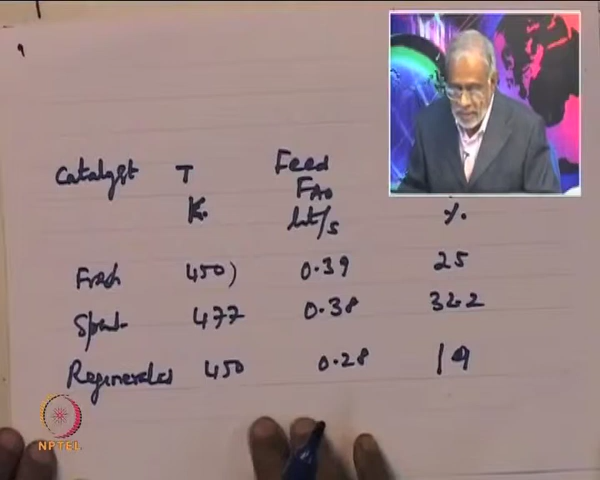 Catalyst T Feed
FAo
K. lit/s %.
Fresh 450) 0.39 25
Spent 477 0.38 32.2
Regenerated 450 0.28 19
NPTEL